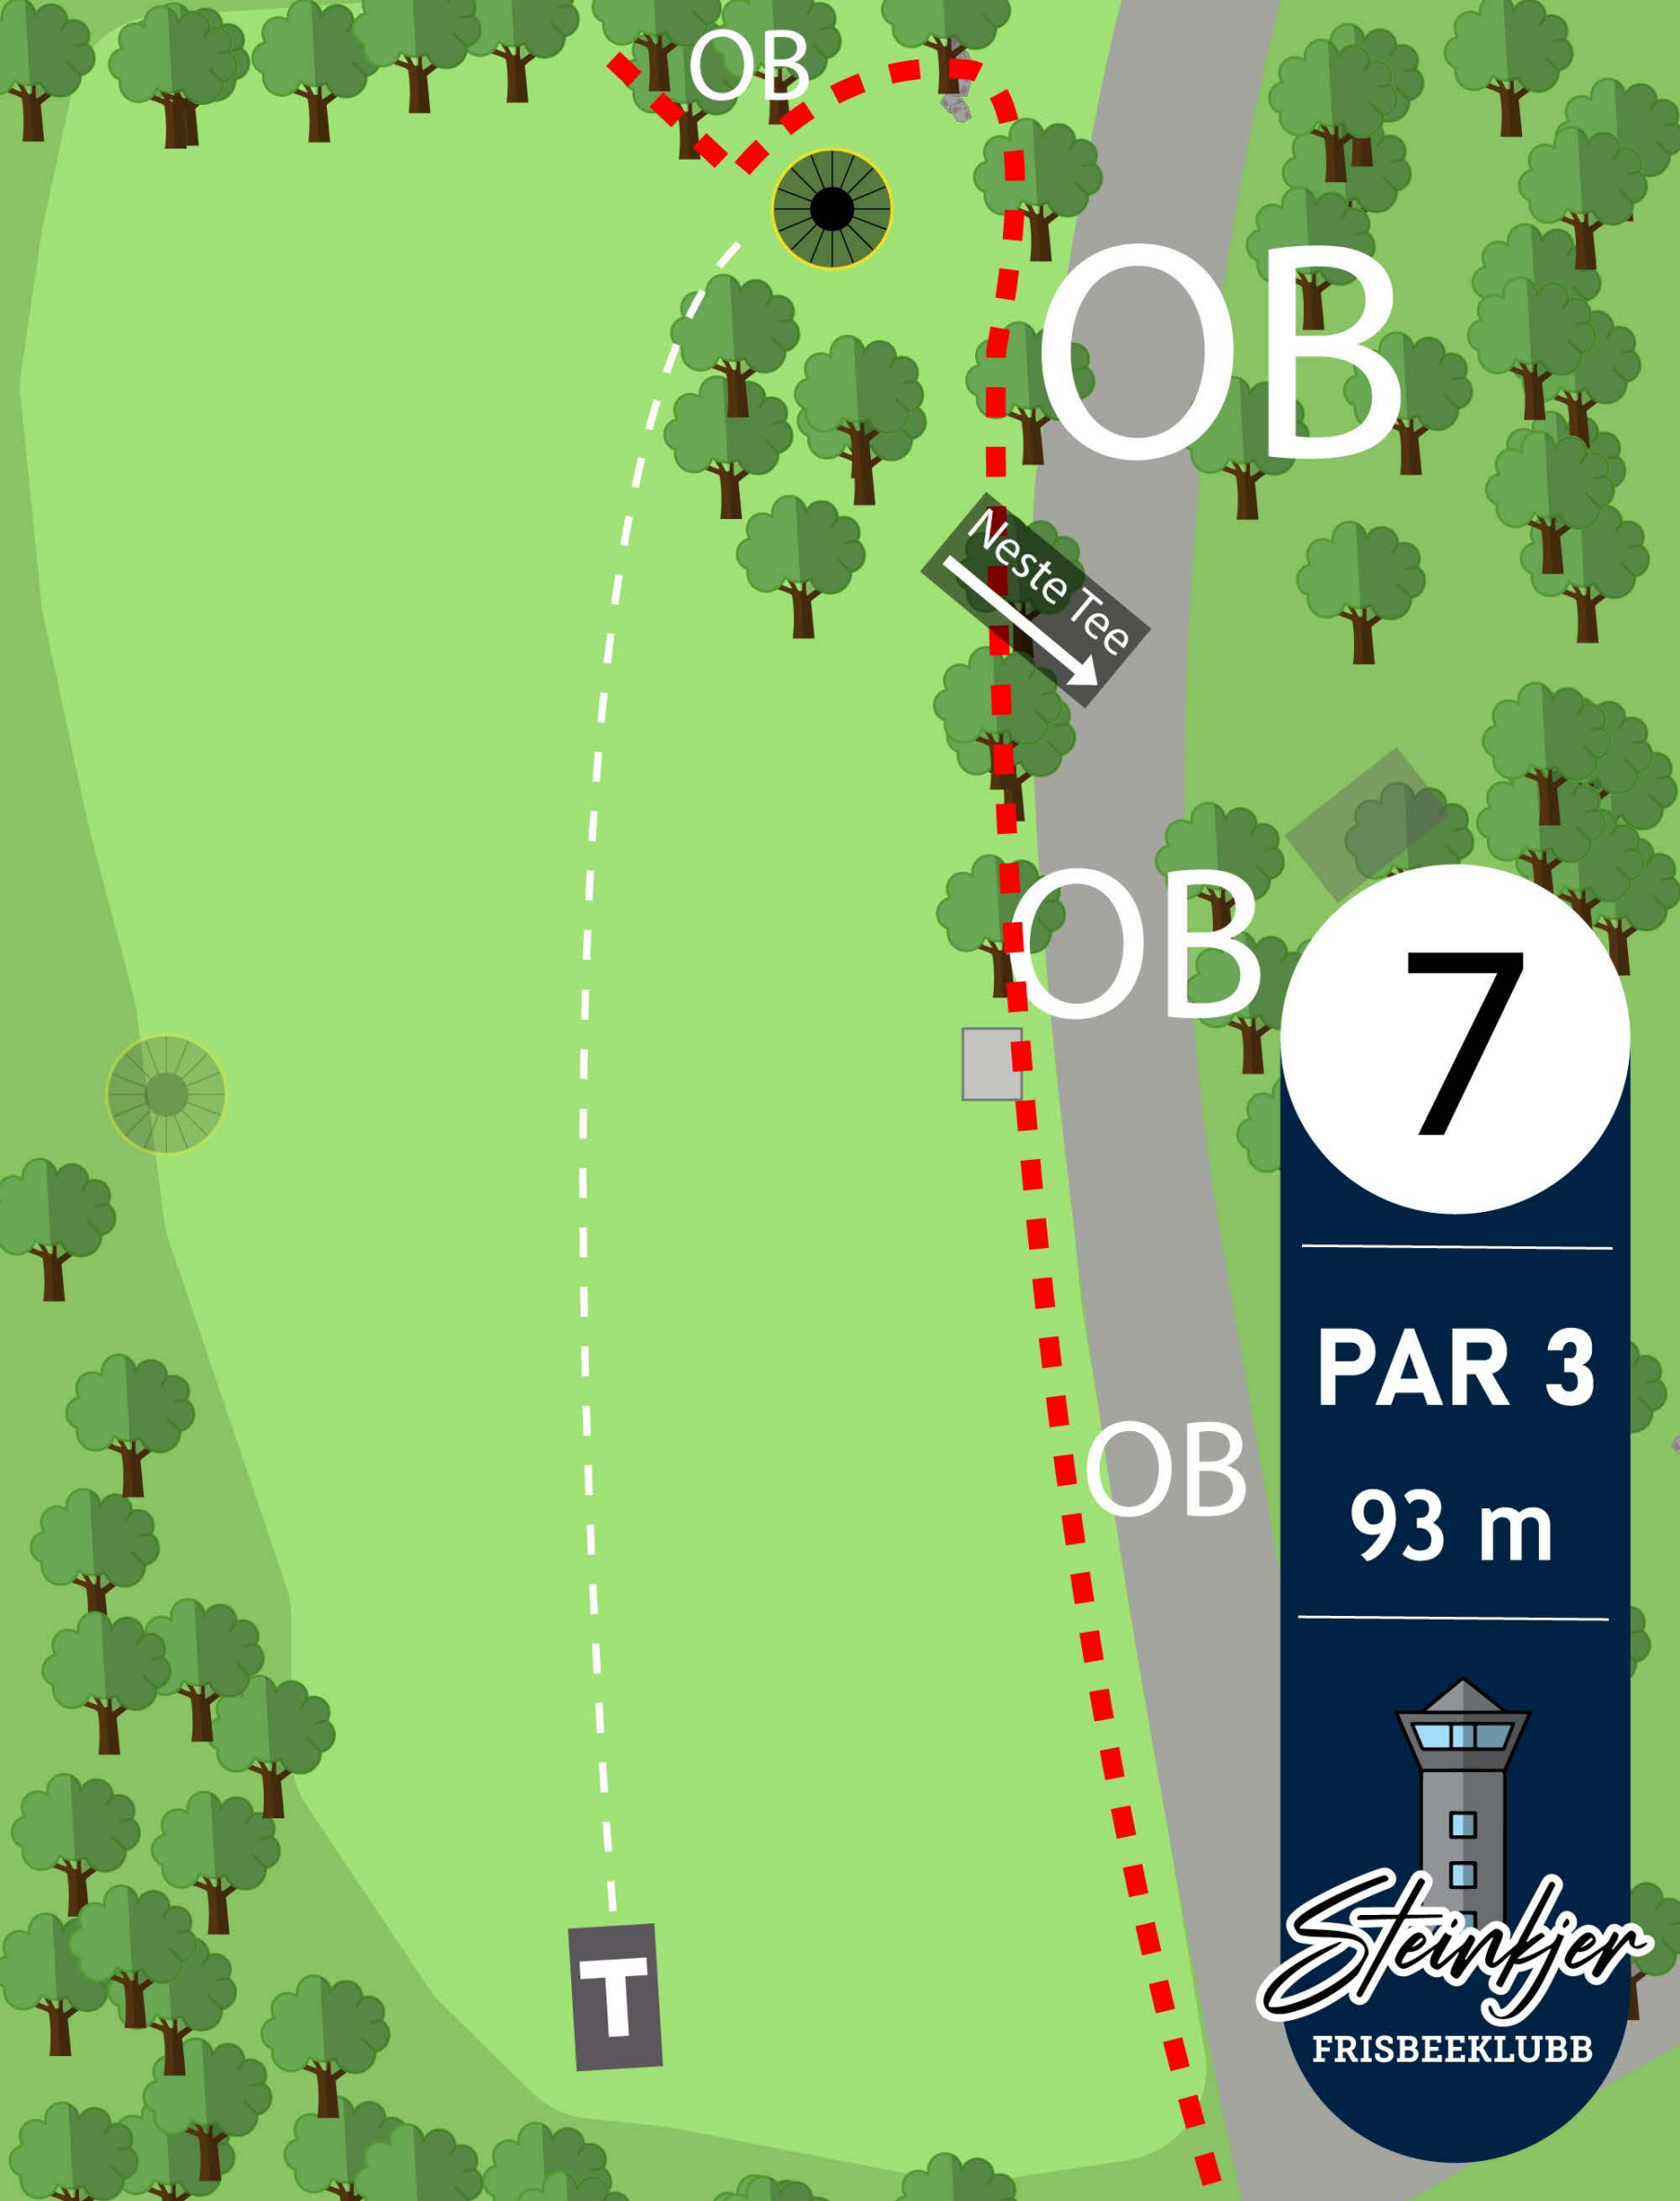 OB
OB
Neste Tee
OB
7
PAR 3
OB
93 m
T
Steinkjer
FRISBEEKLUBB